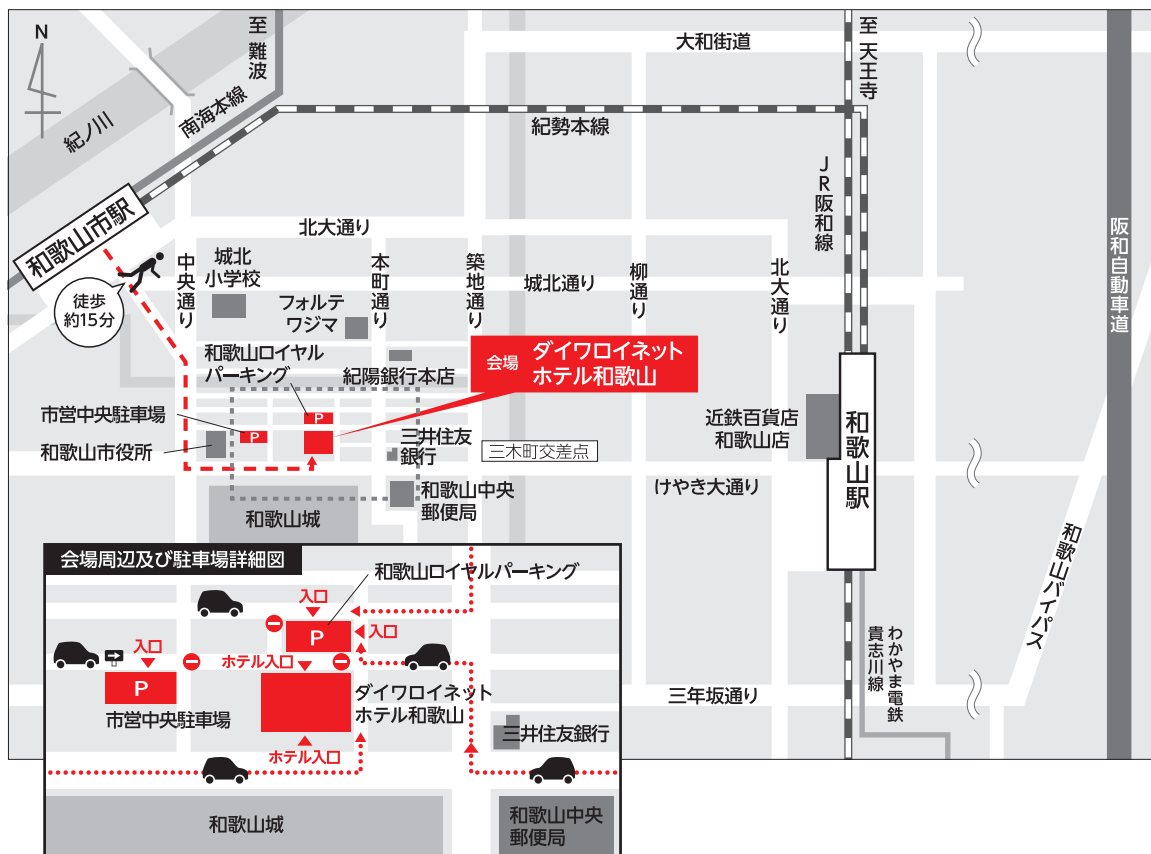 N
至 難波
至 天王寺
大和街道
紀ノ川
南海本線
紀勢本線
JR阪和線
和歌山市駅
北大通り
中央通り
城北
小学校
本町通り
築地通り
城北通り
柳通り
北大通り
阪和自動車道
徒歩
約15分
フォルテ
ワジマ
和歌山ロイヤル
パーキング
紀陽銀行本店
会場
ダイワロイネット
ホテル和歌山
市営中央駐車場
P
P
和歌山市役所
三井住友
銀行
三木町交差点
近鉄百貨店
和歌山店
和歌山駅
けやき大通り
和歌山城
和歌山中央
郵便局
和歌山バイパス
わかやま電鉄
貴志川線
三年坂通り
会場周辺及び駐車場詳細図
和歌山ロイヤルパーキング
入口
P
入口
入口
ホテル入口
P
市営中央駐車場
ダイワロイネット
ホテル和歌山
ホテル入口
三井住友銀行
和歌山城
和歌山中央
郵便局